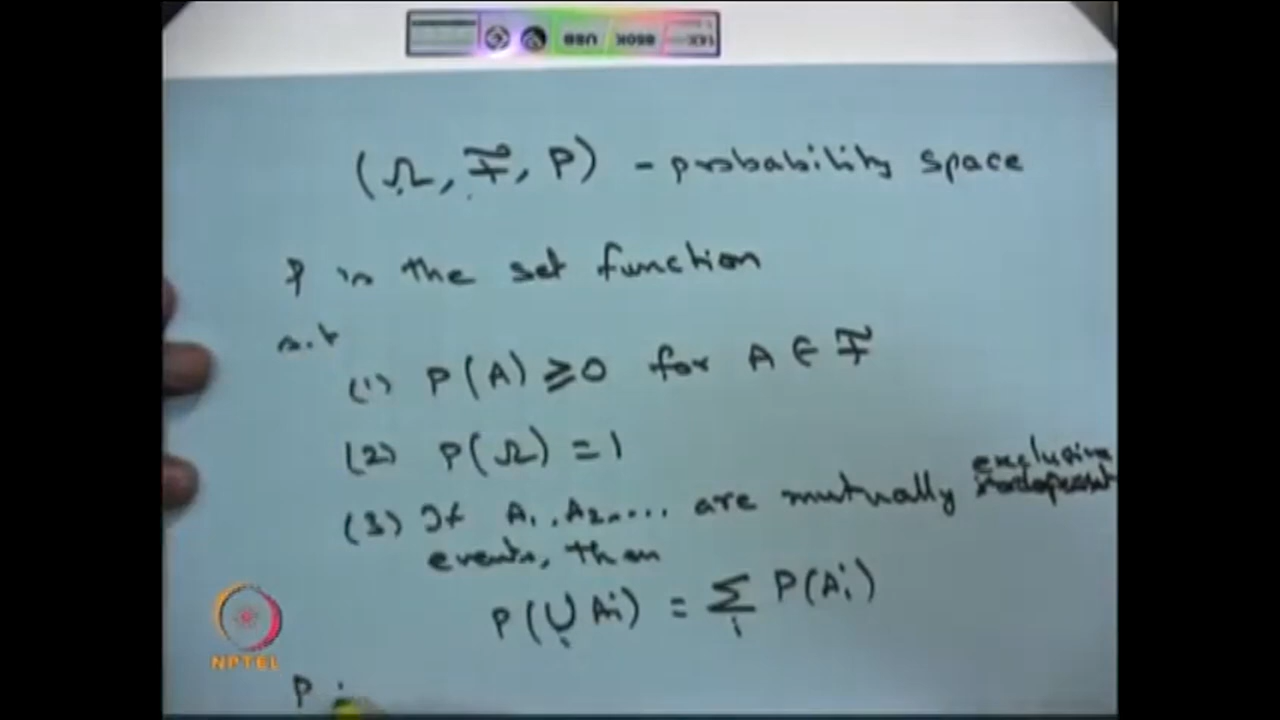 (Ω, F, P) - probability space
P is the set function
s.t
(1) P(A) ≥ 0 for A ∈ F
(2) P(Ω) = 1
(3) If A1, A2, ... are mutually exclusive
events, then
P(∪i Ai) = Σi P(Ai)
P i
NPTEL